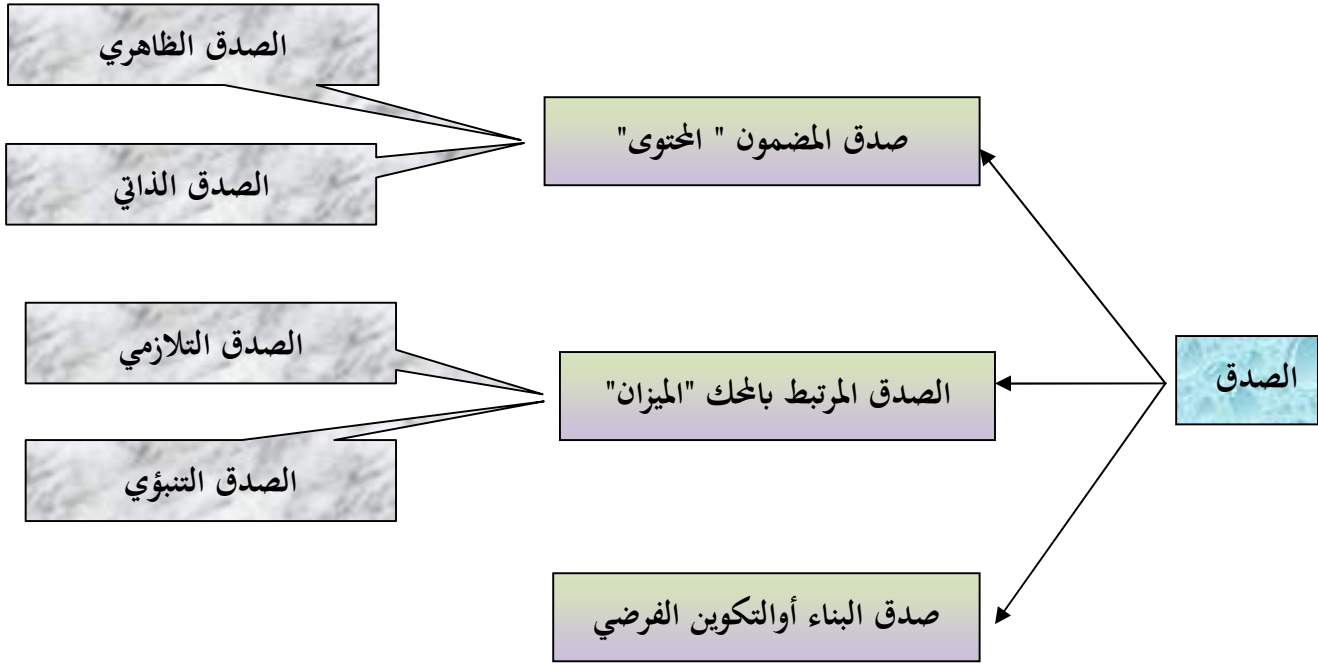 الصدق
صدق المضمون " المحتوى"
الصدق الظاهري
الصدق الذاتي
الصدق المرتبط بالمحك "الميزان"
الصدق التلازمي
الصدق التنبؤي
صدق البناء أوالتكوين الفرضي